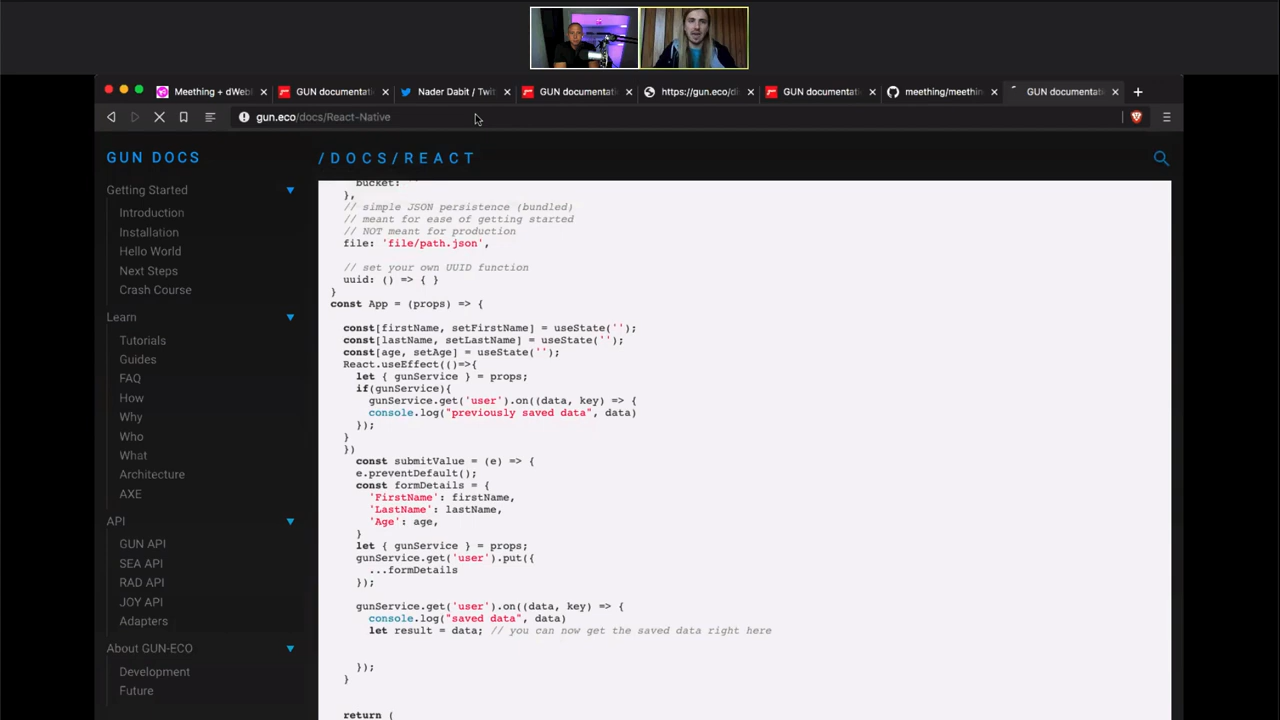 Meething + dWebl
GUN documentati
Nader Dabit / Twit
GUN documentati
https://gun.eco/di
GUN documentati
meething/meethin
GUN documentati
gun.eco/docs/React-Native
GUN DOCS
/DOCS/REACT
Getting Started
Introduction
Installation
Hello World
Next Steps
Crash Course
Learn
Tutorials
Guides
FAQ
How
Why
Who
What
Architecture
AXE
API
GUN API
SEA API
RAD API
JOY API
Adapters
About GUN-ECO
Development
Future
bucket: ''
},
// simple JSON persistence (bundled)
// meant for ease of getting started
// NOT meant for production
file: 'file/path.json',
// set your own UUID function
uuid: () => { }
}
const App = (props) => {
const[firstName, setFirstName] = useState('');
const[lastName, setLastName] = useState('');
const[age, setAge] = useState('');
React.useEffect(()=>{
let { gunService } = props;
if(gunService){
gunService.get('user').on((data, key) => {
console.log("previously saved data", data)
});
}
})
const submitValue = (e) => {
e.preventDefault();
const formDetails = {
'FirstName': firstName,
'LastName': lastName,
'Age': age,
}
let { gunService } = props;
gunService.get('user').put({
...formDetails
});
gunService.get('user').on((data, key) => {
console.log("saved data", data)
let result = data; // you can now get the saved data right here
});
}
return (